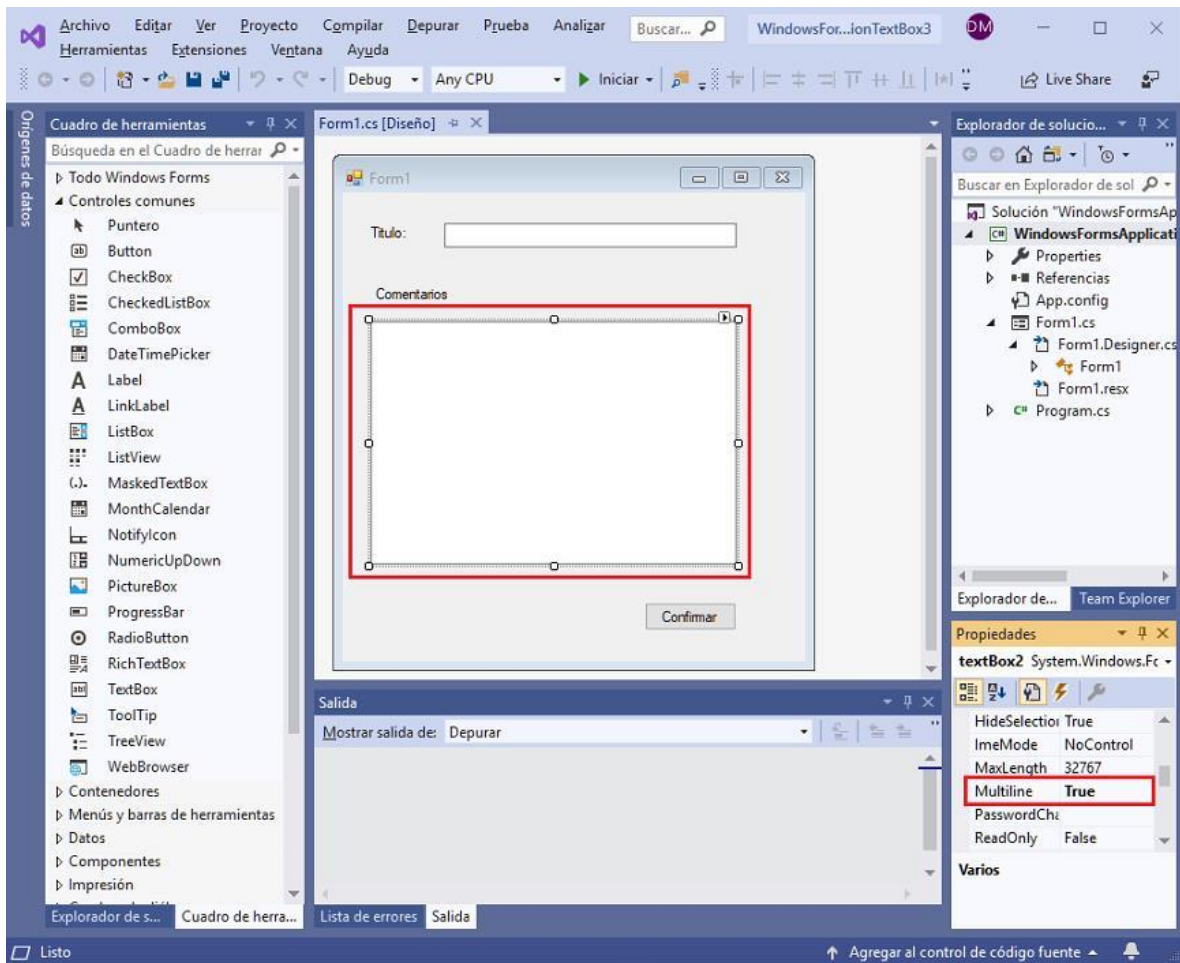 Archivo Editar Ver Proyecto Compilar Depurar Prueba Analizar Buscar... WindowsFor...ionTextBox3 DM
Herramientas Extensiones Ventana Ayuda
Debug Any CPU Iniciar Live Share
Orígenes de datos
Cuadro de herramientas
Búsqueda en el Cuadro de herrar
Todo Windows Forms
Controles comunes
Puntero
Button
CheckBox
CheckedListBox
ComboBox
DateTimePicker
Label
LinkLabel
ListBox
ListView
MaskedTextBox
MonthCalendar
NotifyIcon
NumericUpDown
PictureBox
ProgressBar
RadioButton
RichTextBox
TextBox
ToolTip
TreeView
WebBrowser
Contenedores
Menús y barras de herramientas
Datos
Componentes
Impresión
Explorador de s... Cuadro de herra...
Form1.cs [Diseño]
Form1
Titulo:
Comentarios
Confirmar
Salida
Mostrar salida de: Depurar
Lista de errores Salida
Explorador de solucio...
Buscar en Explorador de sol
Solución "WindowsFormsAp
WindowsFormsApplicati
Properties
Referencias
App.config
Form1.cs
Form1.Designer.cs
Form1
Form1.resx
Program.cs
Explorador de... Team Explorer
Propiedades
textBox2 System.Windows.Fc
HideSelectior True
ImeMode NoControl
MaxLength 32767
Multiline True
PasswordCha
ReadOnly False
Varios
Listo Agregar al control de código fuente